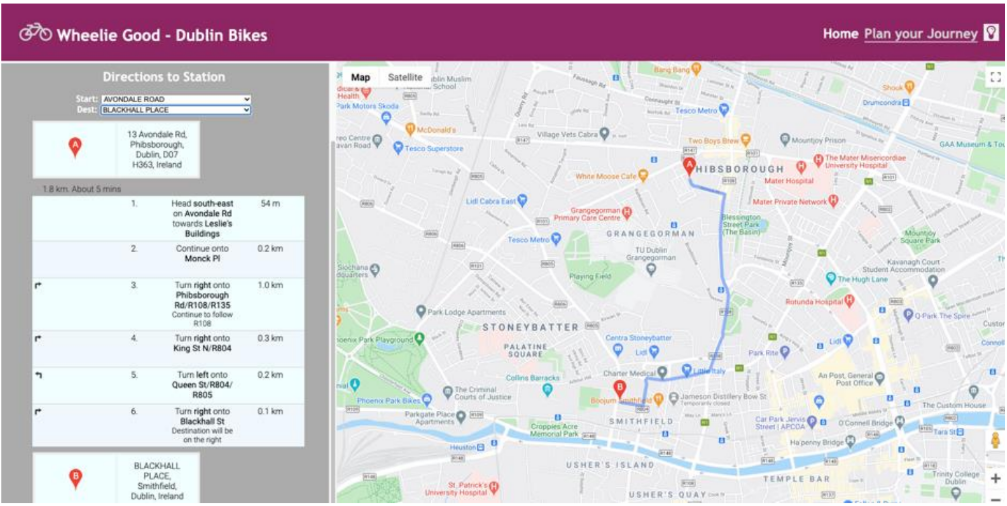 Wheelie Good - Dublin Bikes
Home Plan your Journey
Directions to Station
Start: AVONDALE ROAD
Dest: BLACKHALL PLACE
A
13 Avondale Rd,
Phibsborough,
Dublin, D07
H363, Ireland
1.8 km. About 5 mins
1. Head south-east 54 m
on Avondale Rd
towards Leslie's
Buildings
2. Continue onto 0.2 km
Monck Pl
3. Turn right onto 1.0 km
Phibsborough
Rd/R108/R135
Continue to follow
R108
4. Turn right onto 0.3 km
King St N/R804
5. Turn left onto 0.2 km
Queen St/R804/
R805
6. Turn right onto 0.1 km
Blackhall St
Destination will be
on the right
B
BLACKHALL
PLACE,
Smithfield,
Dublin, Ireland
Map Satellite
Bang Bang
Shouk
Drumcondra
Park Motors Skoda
Tesco Metro
McDonald's
Village Vets Cabra
Two Boys Brew
Mountjoy Prison
Tesco Superstore
GAA Museum &
A
PHIBSBOROUGH
The Mater Misericordiae
University Hospital
White Moose Cafe
Mater Hospital
Lidl Cabra East
Mater Private Network
Grangegorman
Primary Care Centre
Blessington
Street Park
(The Basin)
GRANGEGORMAN
Mountjoy
Square Park
Tesco Metro
TU Dublin
Grangegorman
Kavanagh Court -
Student Accommodation
Playing Field
The Hugh Lane
Rotunda Hospital
Park Lodge Apartments
Q-Park The Spire
STONEYBATTER
Phoenix Park Playground
Centra Stoneybatter
PALATINE
SQUARE
Lidl
Lidl
Park Rite
Collins Barracks
Charter Medical
Little Italy
An Post, General
Post Office
B
The Criminal
Courts of Justice
Phoenix Park Bikes
Boojum Smithfield
Jameson Distillery Bow St
Temporarily closed
The Custom House
Parkgate Place
Apartments
Croppies Acre
Memorial Park
SMITHFIELD
Car Park Jervis
Street | APCOA
O'Connell Bridge
Tara St
Heuston
Ha'penny Bridge
USHER'S ISLAND
TEMPLE BAR
Trinity College
Dublin
St. Patrick's
University Hospital
USHER'S QUAY